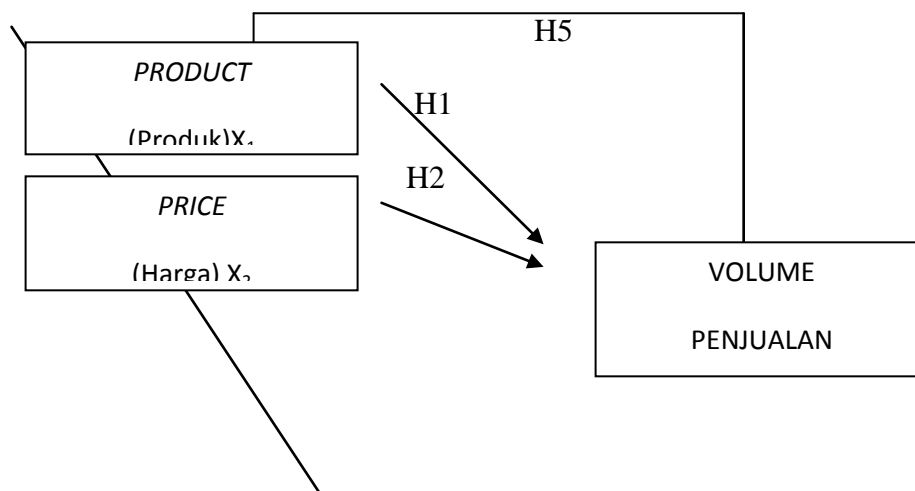 H5
PRODUCT
(Produk)X₁
H1
H2
PRICE
(Harga) X₂
VOLUME
PENJUALAN